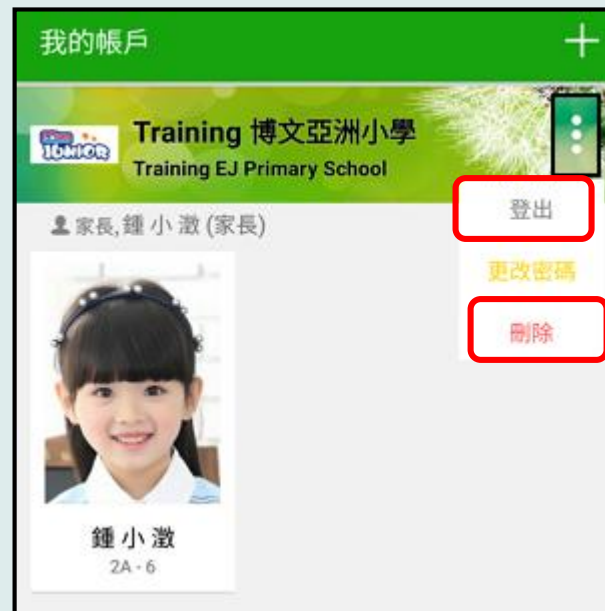 我的帳戶
Training 博文亞洲小學
Training EJ Primary School
JUNIOR
家長, 鍾 小 澂 (家長)
登出
更改密碼
刪除
鍾 小 澂
2A - 6